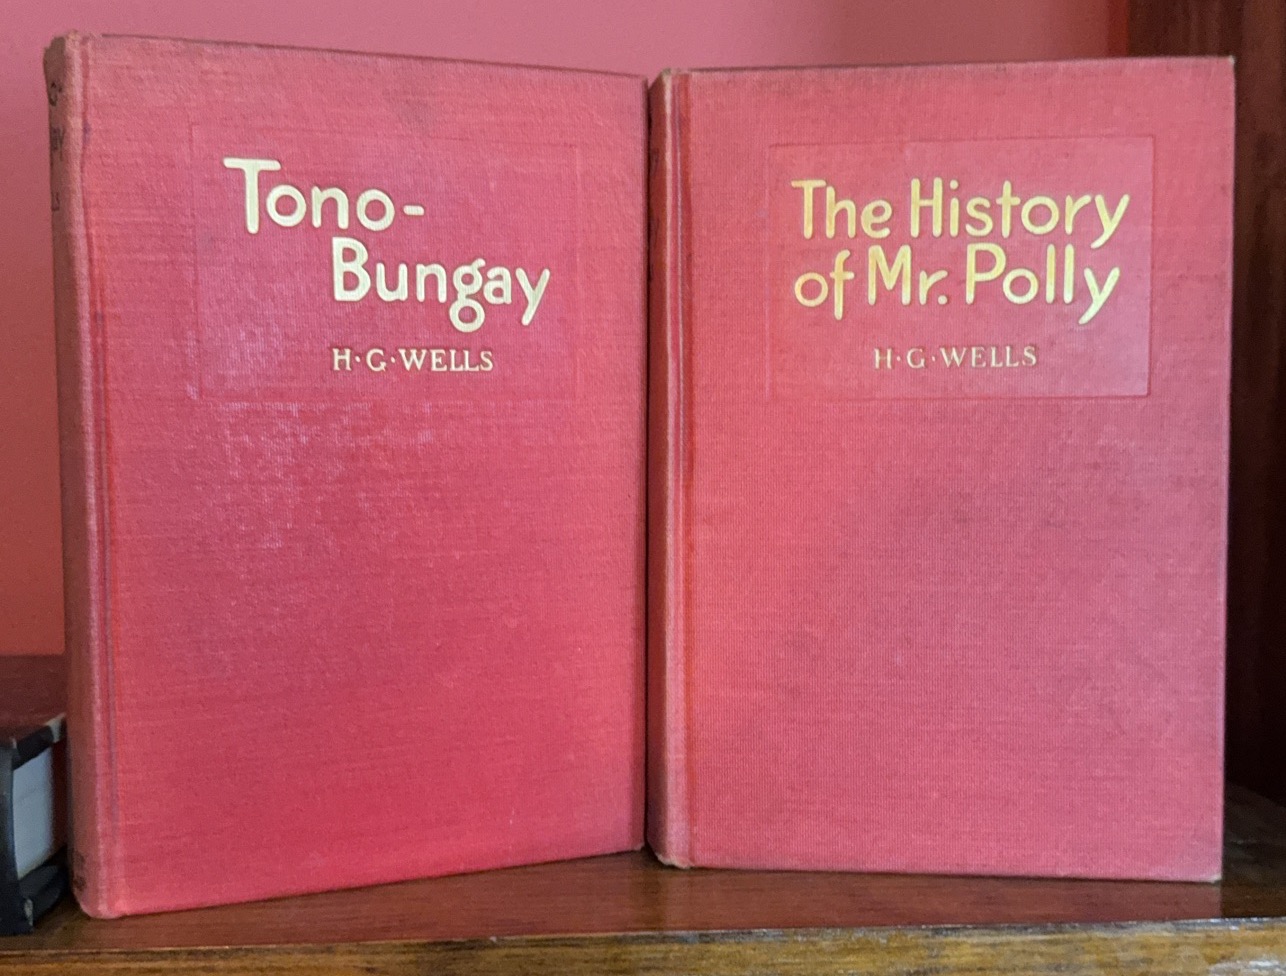 Tono-
Bungay
H·G·WELLS
The History
of Mr. Polly
H·G·WELLS